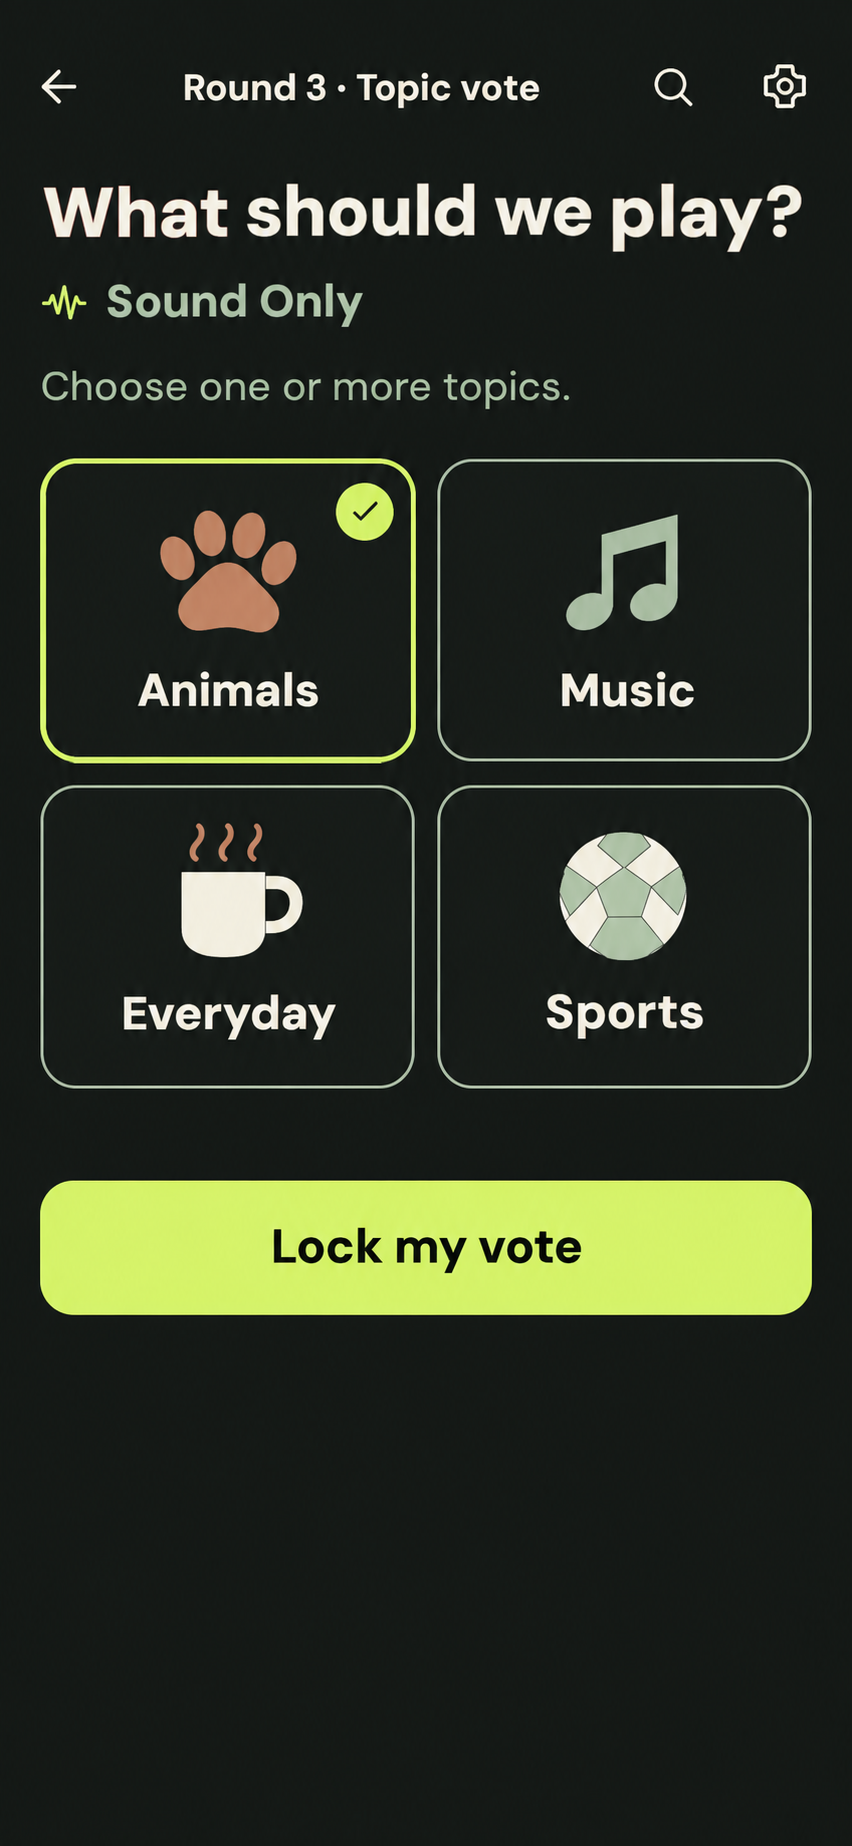 Round 3 · Topic vote
What should we play?
Sound Only
Choose one or more topics.
Animals
Music
Everyday
Sports
Lock my vote